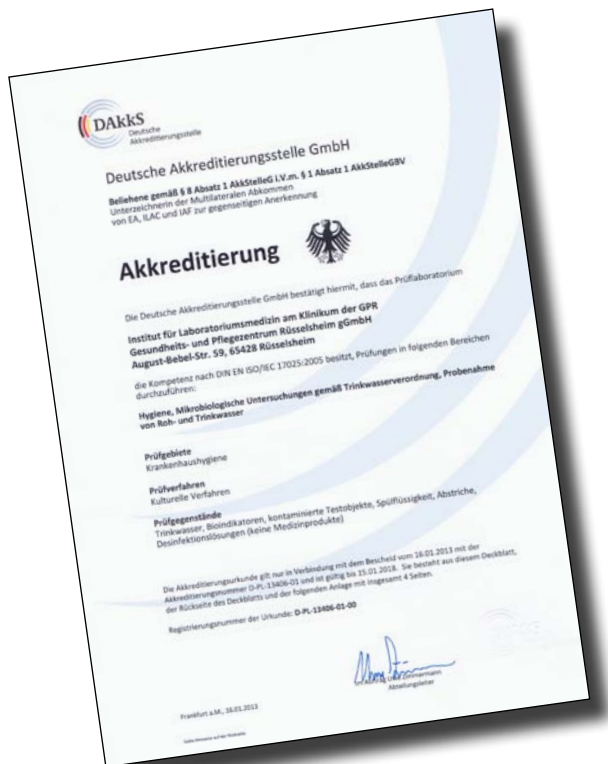 DAkkS
Deutsche
Akkreditierungsstelle
Deutsche Akkreditierungsstelle GmbH
Beliehene gemäß § 8 Absatz 1 AkkStelleG i.V.m. § 1 Absatz 1 AkkStelleGBV
Unterzeichnerin der Multilateralen Abkommen
von EA, ILAC und IAF zur gegenseitigen Anerkennung
Akkreditierung
Die Deutsche Akkreditierungsstelle GmbH bestätigt hiermit, dass das Prüflaboratorium
Institut für Laboratoriumsmedizin am Klinikum der GPR
Gesundheits- und Pflegezentrum Rüsselsheim gGmbH
August-Bebel-Str. 59, 65428 Rüsselsheim
die Kompetenz nach DIN EN ISO/IEC 17025:2005 besitzt, Prüfungen in folgenden Bereichen
durchzuführen:
Hygiene, Mikrobiologische Untersuchungen gemäß Trinkwasserverordnung, Probenahme
von Roh- und Trinkwasser
Prüfgebiete
Krankenhaushygiene
Prüfverfahren
Kulturelle Verfahren
Prüfgegenstände
Trinkwasser, Bioindikatoren, kontaminierte Testobjekte, Spülflüssigkeit, Abstriche,
Desinfektionslösungen (keine Medizinprodukte)
Die Akkreditierungsurkunde gilt nur in Verbindung mit dem Bescheid vom 16.01.2013 mit der
Akkreditierungsnummer D-PL-13406-01 und ist gültig bis 15.01.2018. Sie besteht aus diesem Deckblatt,
der Rückseite des Deckblatts und der folgenden Anlage mit insgesamt 4 Seiten.
Registrierungsnummer der Urkunde: D-PL-13406-01-00
Zimmermann
Abteilungsleiter
Frankfurt a.M., 16.01.2013